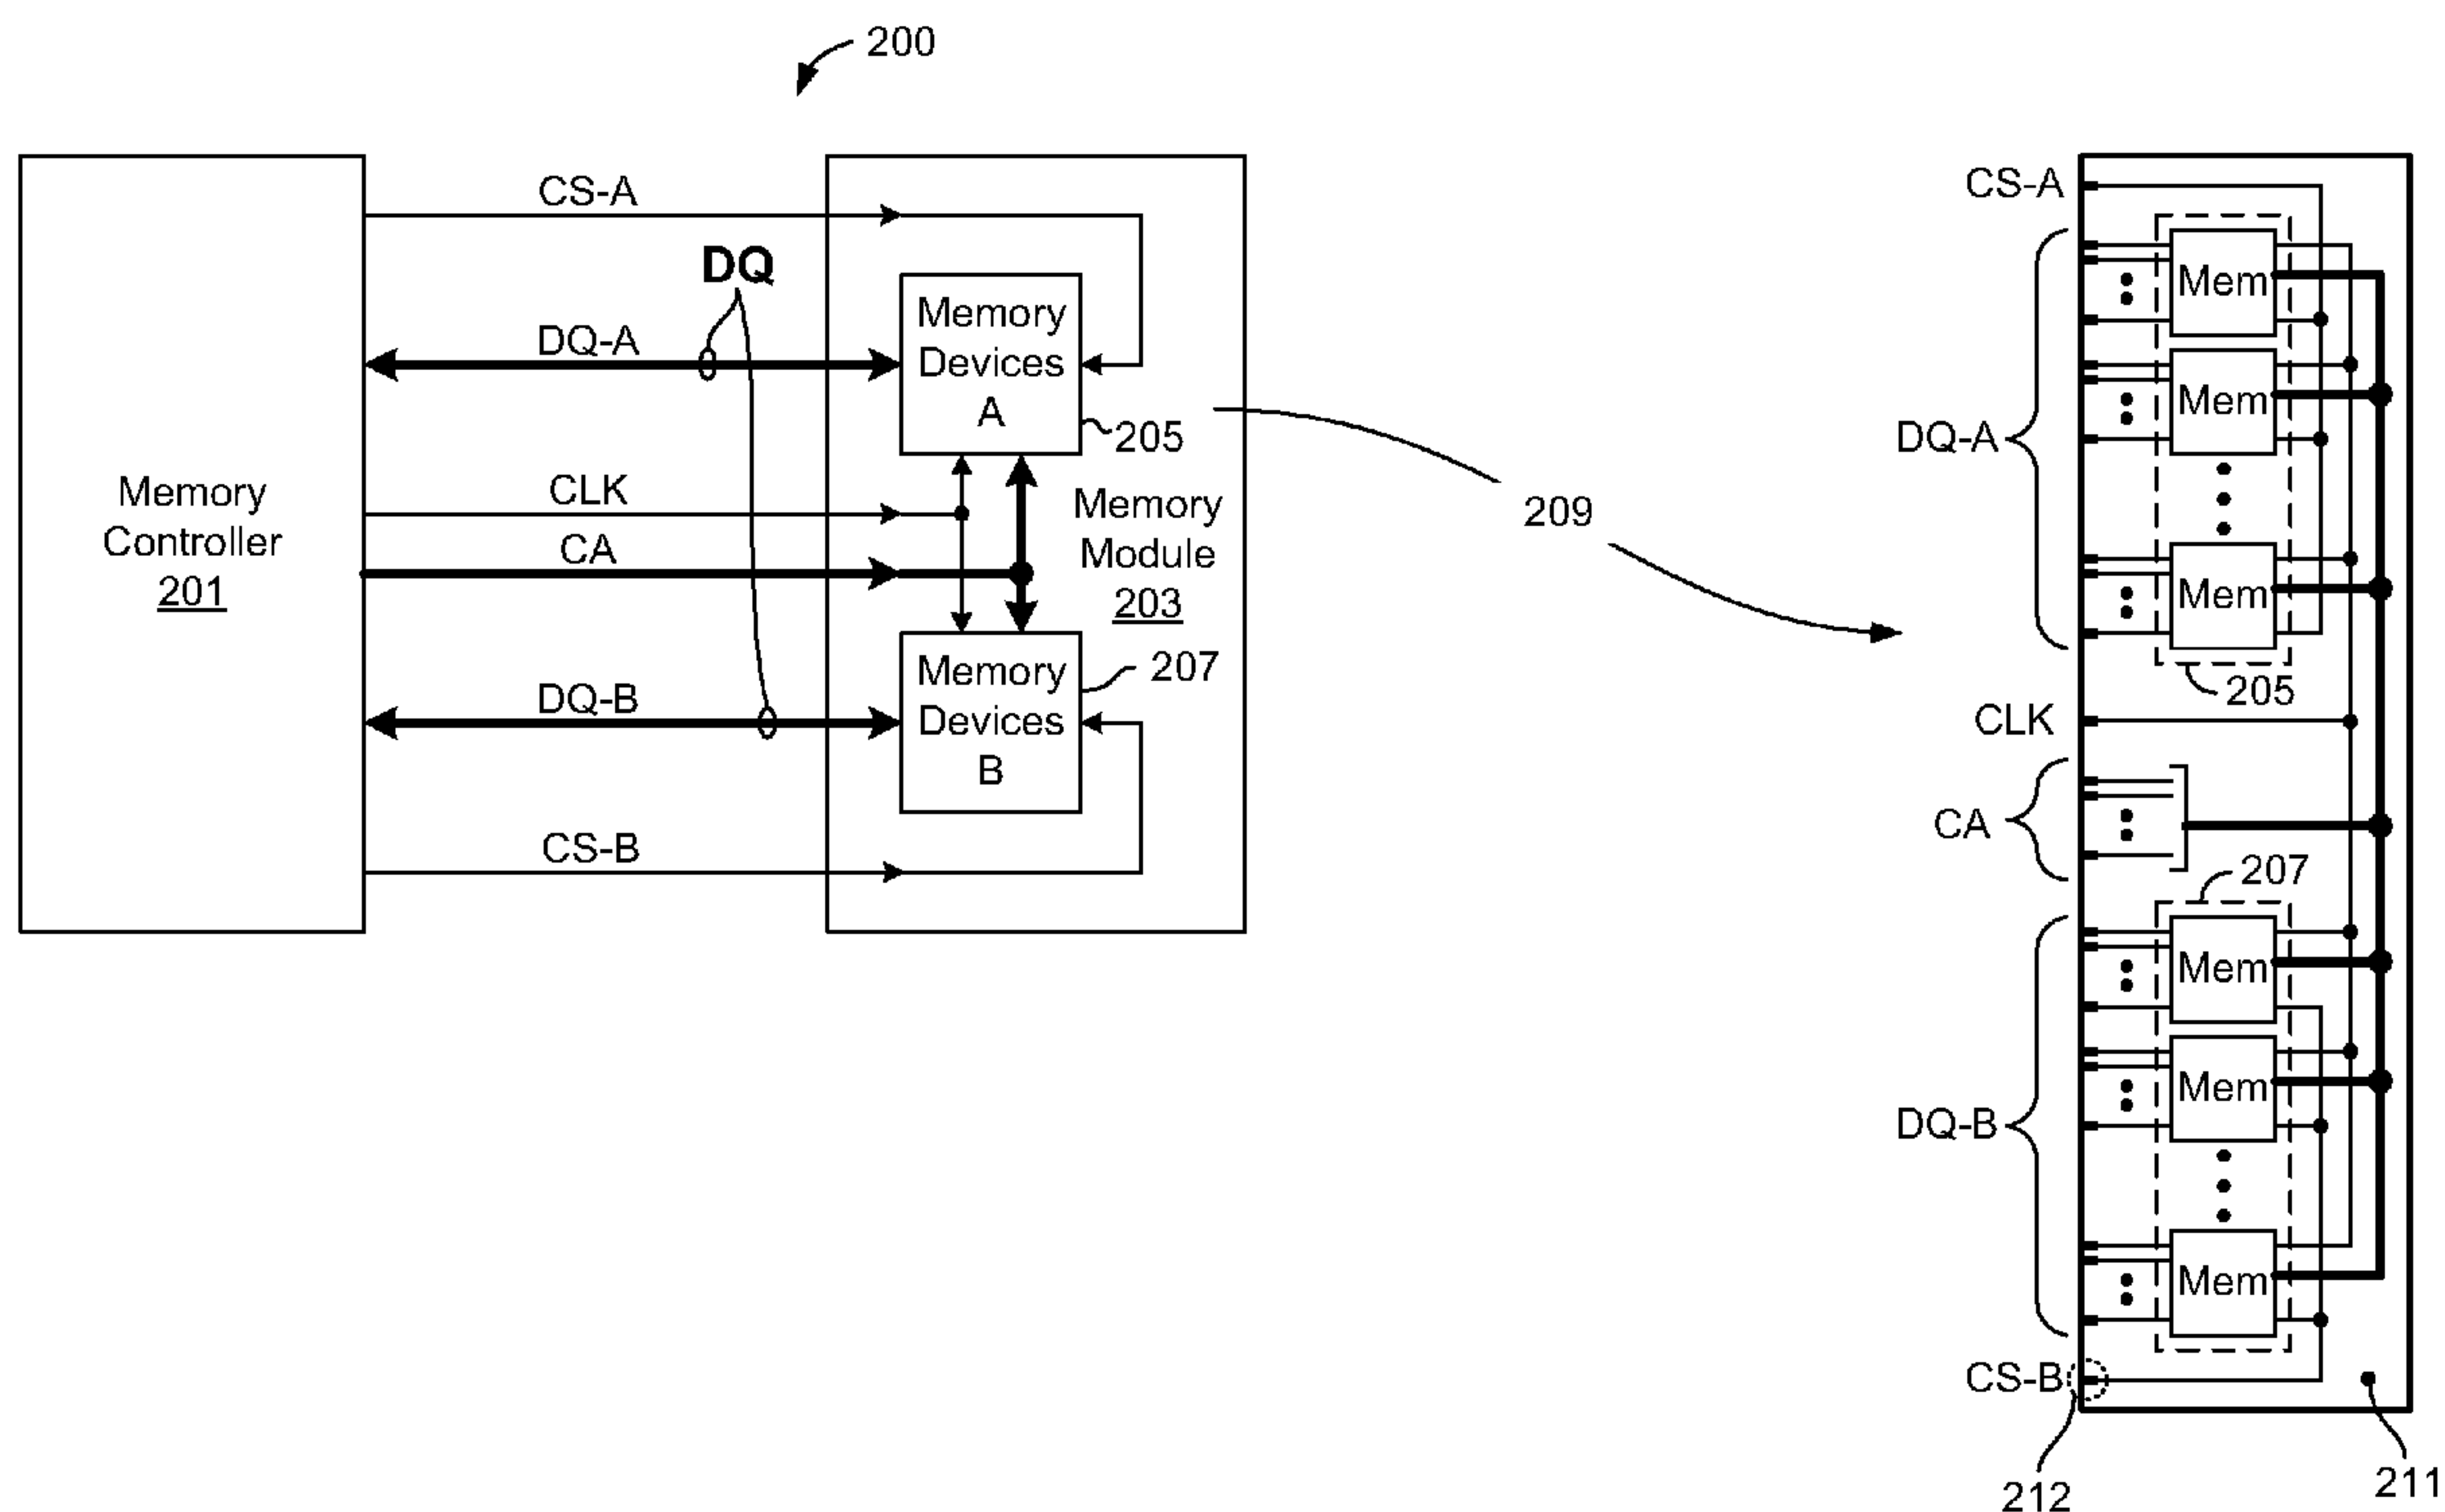 200
CS-A
DQ
DQ-A
CLK
CA
DQ-B
CS-B
Memory
Controller
201
Memory
Devices
A
205
Memory
Module
203
Memory
Devices
B
207
209
CS-A
DQ-A
CLK
CA
DQ-B
CS-B
Mem
Mem
Mem
205
207
Mem
Mem
Mem
212
211